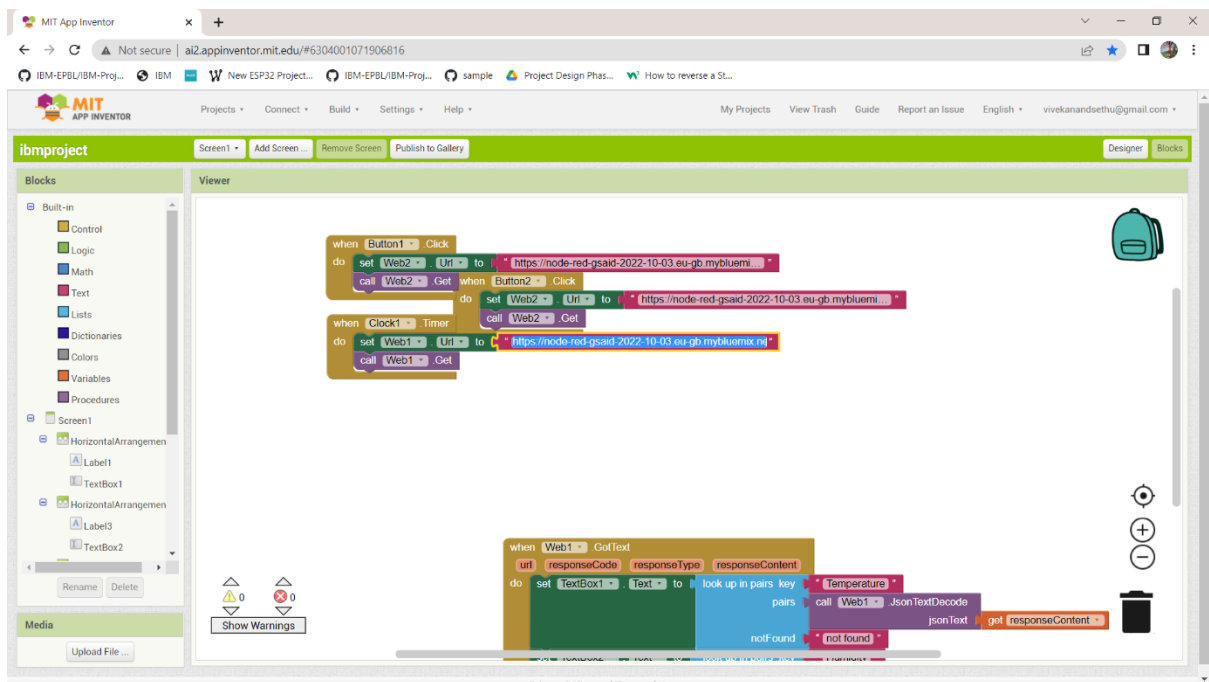 MIT App Inventor
Not secure | ai2.appinventor.mit.edu/#6304001071906816
IBM-EPBL/IBM-Proj... IBM New ESP32 Project... IBM-EPBL/IBM-Proj... sample Project Design Phas... How to reverse a St...
MIT
APP INVENTOR
Projects Connect Build Settings Help My Projects View Trash Guide Report an Issue English vivekanandsethu@gmail.com
ibmproject Screen1 Add Screen ... Remove Screen Publish to Gallery Designer Blocks
Blocks Viewer
Built-in
Control
Logic
Math
Text
Lists
Dictionaries
Colors
Variables
Procedures
Screen1
HorizontalArrangemen
Label1
TextBox1
HorizontalArrangemen
Label3
TextBox2
Rename Delete
Media
Upload File ...
when Button1 .Click
do set Web2 . Url to " https://node-red-gsaid-2022-10-03.eu-gb.mybluemi... "
call Web2 .Get
when Button2 .Click
do set Web2 . Url to " https://node-red-gsaid-2022-10-03.eu-gb.mybluemi... "
call Web2 .Get
when Clock1 .Timer
do set Web1 . Url to " https://node-red-gsaid-2022-10-03.eu-gb.mybluemix.ne "
call Web1 .Get
when Web1 .GotText
url responseCode responseType responseContent
do set TextBox1 . Text to look up in pairs key " Temperature "
pairs call Web1 .JsonTextDecode
jsonText get responseContent
notFound " not found "
0 0
Show Warnings